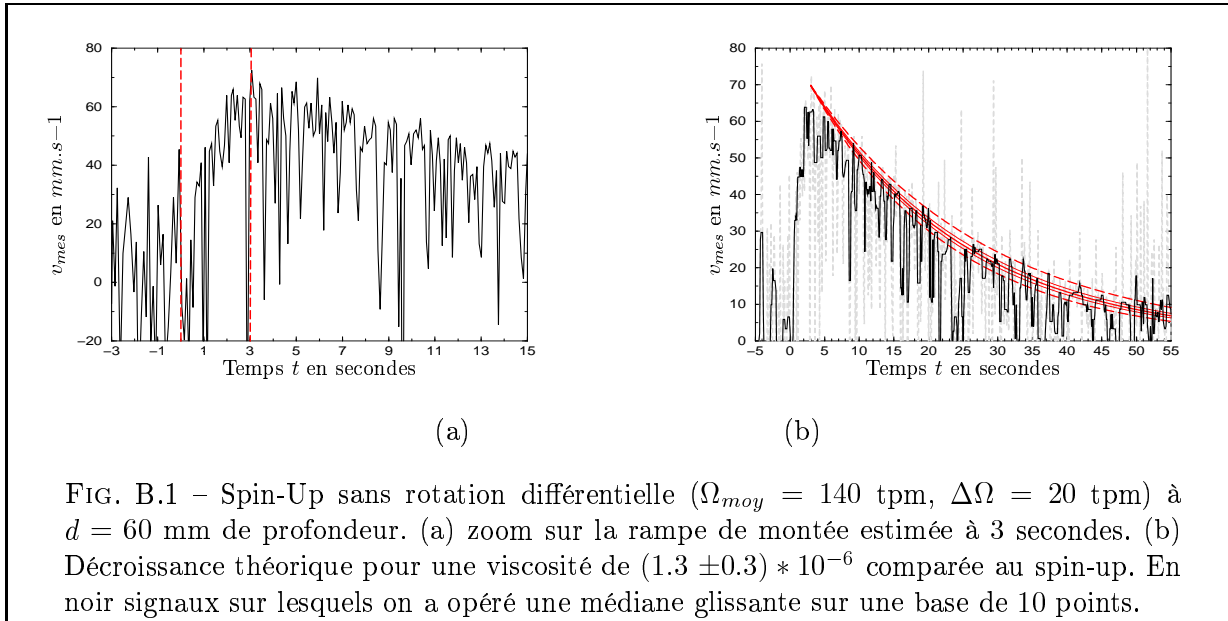 80
60
40
20
0
−20
v_mes en mm.s−1
−3 −1 1 3 5 7 9 11 13 15
Temps t en secondes
(a)
80
70
60
50
40
30
20
10
0
v_mes en mm.s−1
−5 0 5 10 15 20 25 30 35 40 45 50 55
Temps t en secondes
(b)
FIG. B.1 – Spin-Up sans rotation différentielle (Ω_moy = 140 tpm, ΔΩ = 20 tpm) à
d = 60 mm de profondeur. (a) zoom sur la rampe de montée estimée à 3 secondes. (b)
Décroissance théorique pour une viscosité de (1.3 ±0.3) ∗ 10^−6 comparée au spin-up. En
noir signaux sur lesquels on a opéré une médiane glissante sur une base de 10 points.